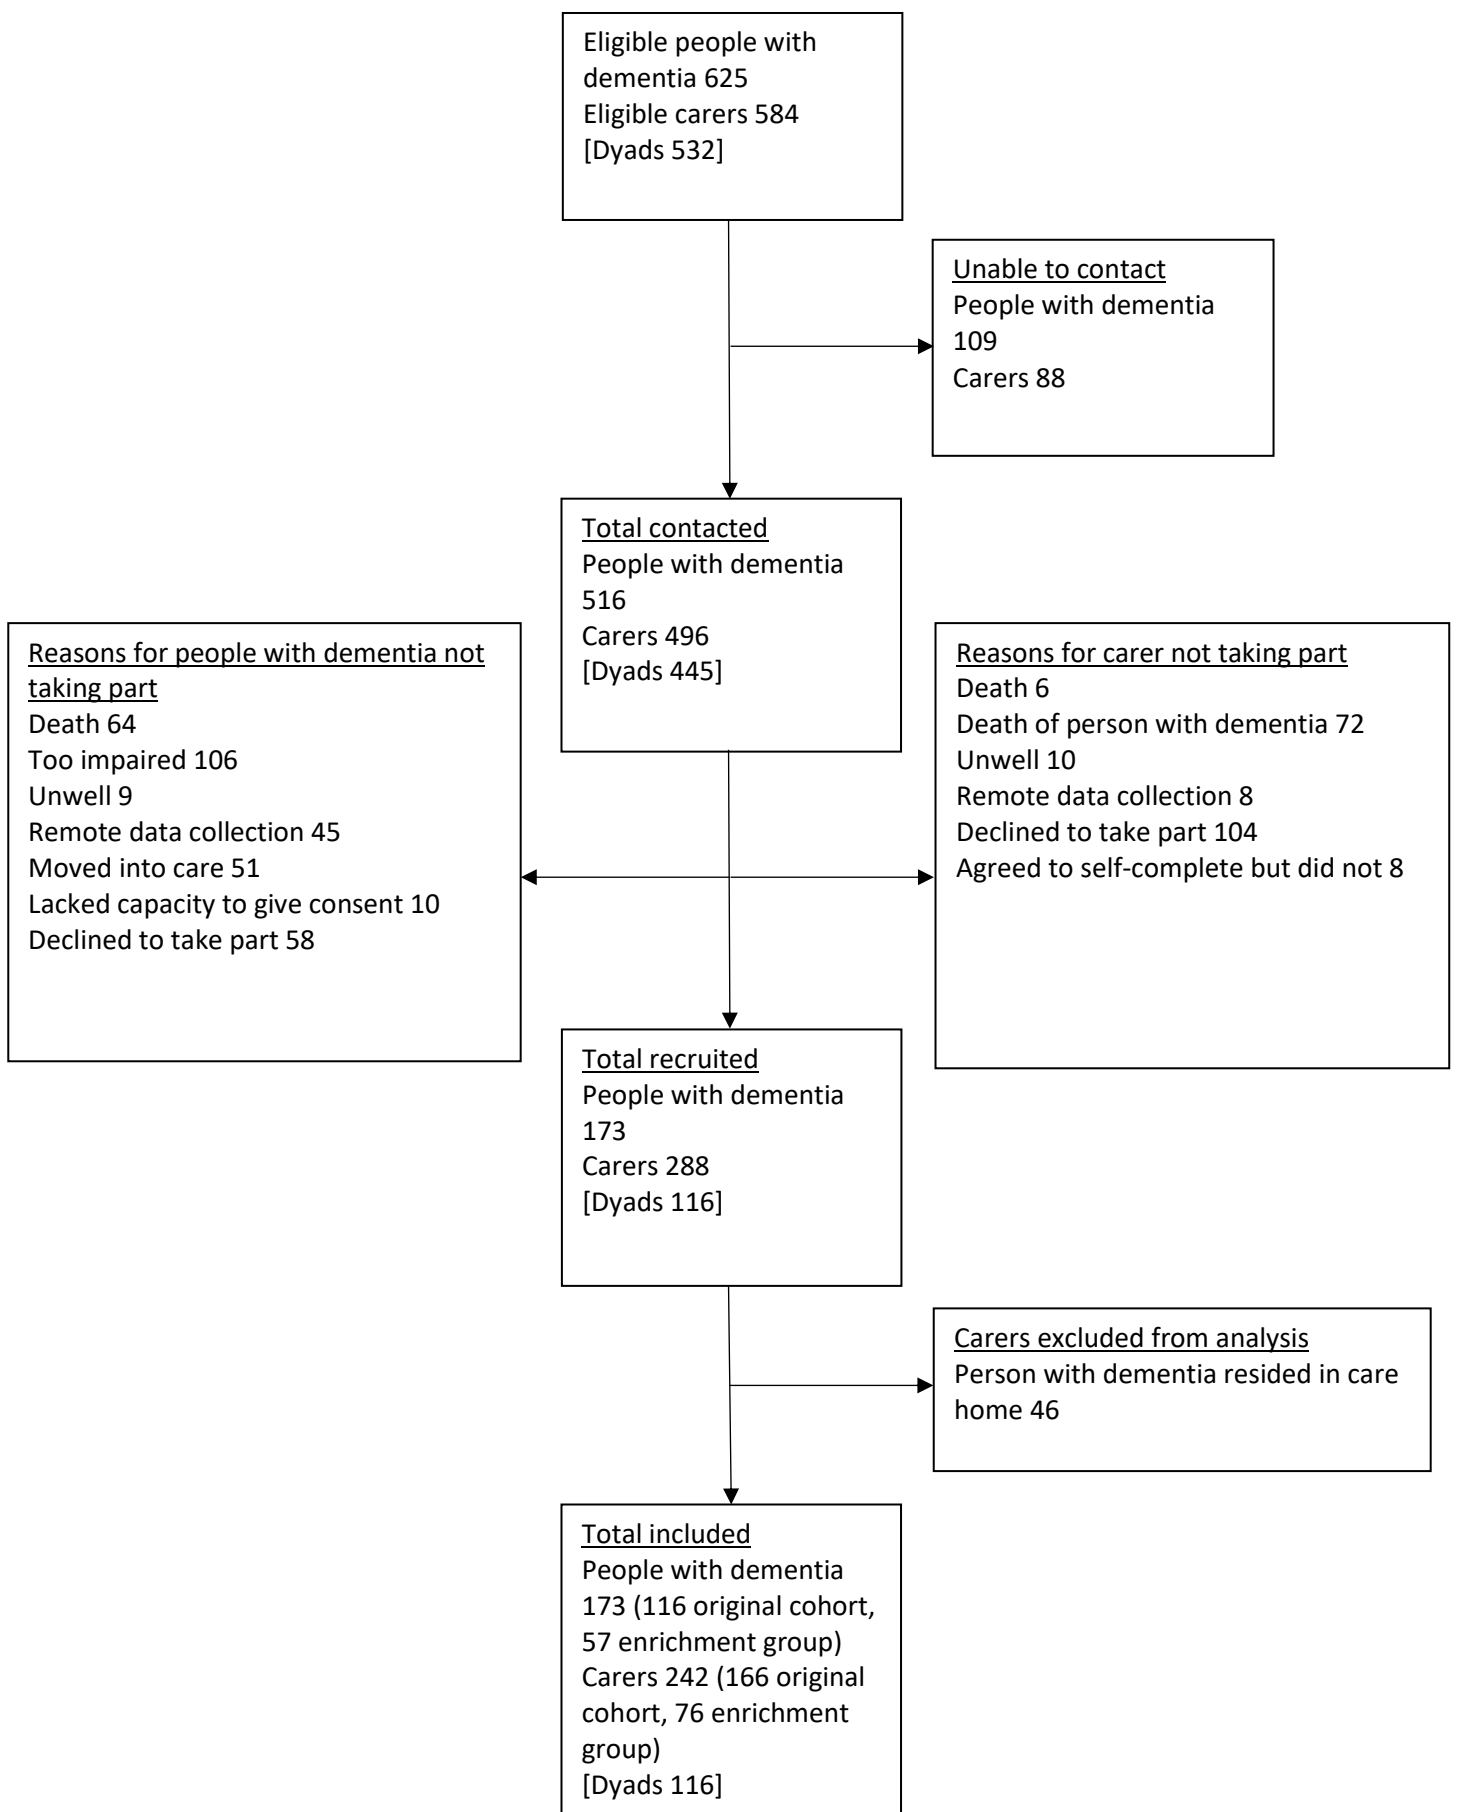 Eligible people with
dementia 625
Eligible carers 584
[Dyads 532]
Unable to contact
People with dementia
109
Carers 88
Total contacted
People with dementia
516
Carers 496
[Dyads 445]
Reasons for people with dementia not
taking part
Death 64
Too impaired 106
Unwell 9
Remote data collection 45
Moved into care 51
Lacked capacity to give consent 10
Declined to take part 58
Reasons for carer not taking part
Death 6
Death of person with dementia 72
Unwell 10
Remote data collection 8
Declined to take part 104
Agreed to self-complete but did not 8
Total recruited
People with dementia
173
Carers 288
[Dyads 116]
Carers excluded from analysis
Person with dementia resided in care
home 46
Total included
People with dementia
173 (116 original cohort,
57 enrichment group)
Carers 242 (166 original
cohort, 76 enrichment
group)
[Dyads 116]